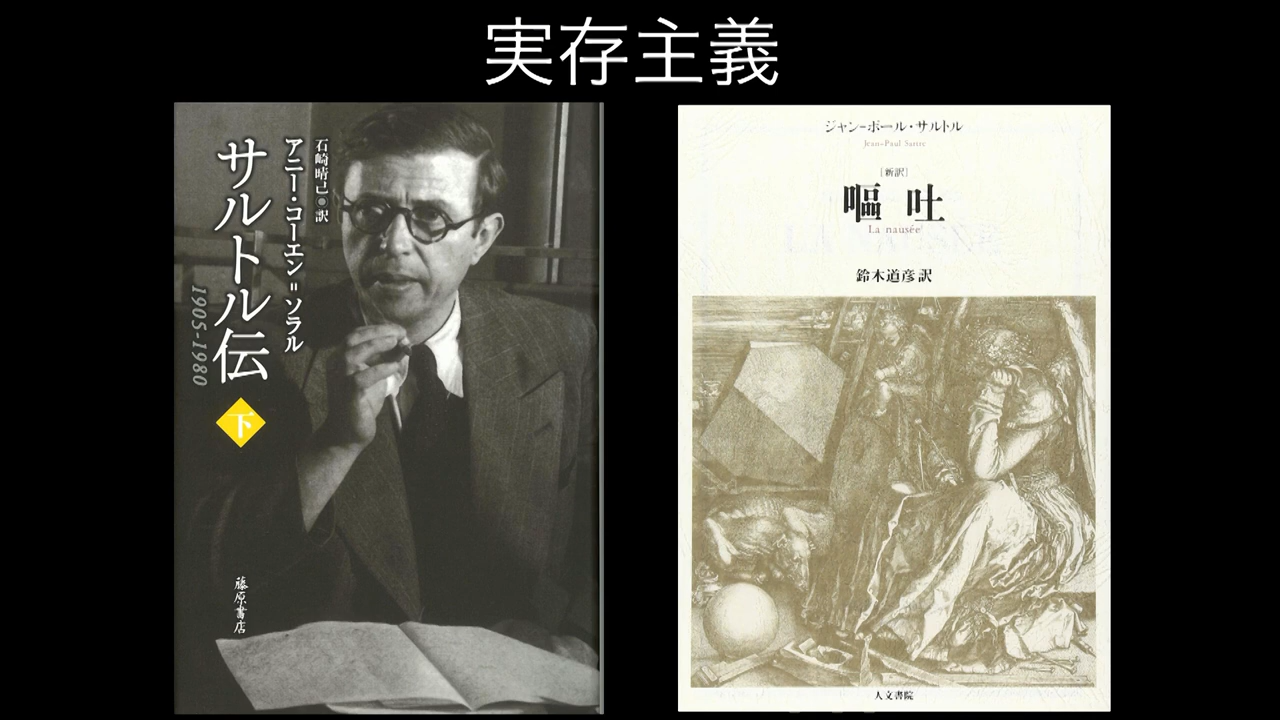 実存主義
石崎晴己◎訳
アニー・コーエン=ソラル
サルトル伝
1905-1980
下
藤原書店
ジャン=ポール・サルトル
Jean-Paul Sartre
[新訳]
嘔吐
La nausée
鈴木道彦訳
人文書院